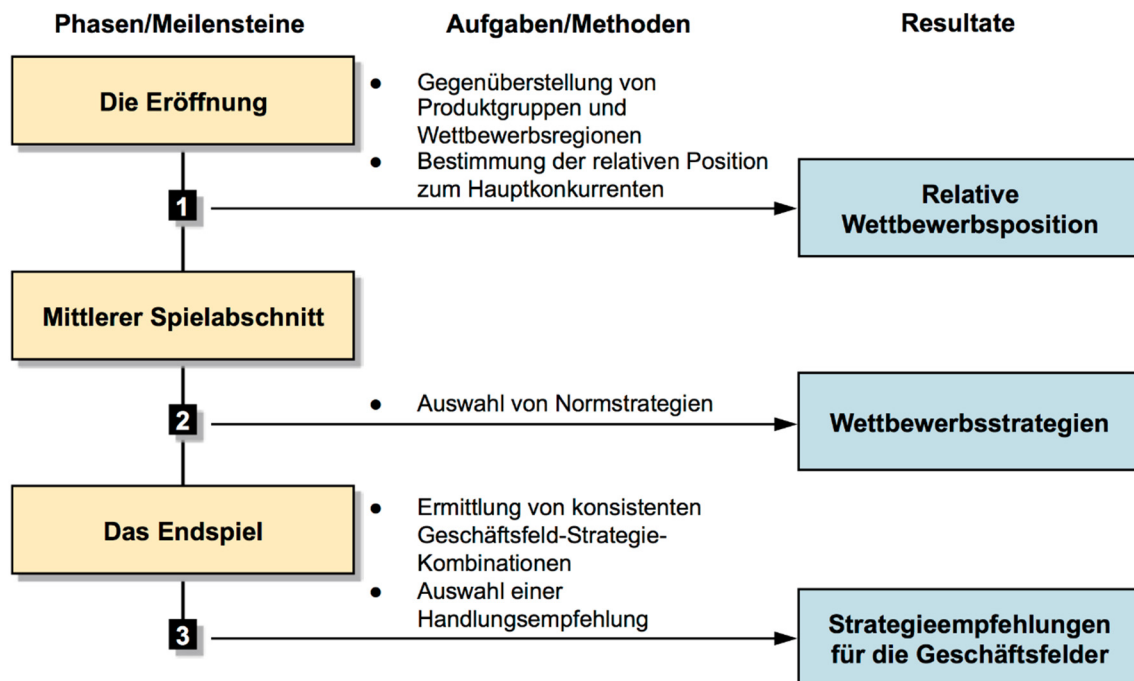 Phasen/Meilensteine
Aufgaben/Methoden
Resultate
Die Eröffnung
● Gegenüberstellung von
Produktgruppen und
Wettbewerbsregionen
● Bestimmung der relativen Position
zum Hauptkonkurrenten
1
Relative
Wettbewerbsposition
Mittlerer Spielabschnitt
2
● Auswahl von Normstrategien
Wettbewerbsstrategien
Das Endspiel
● Ermittlung von konsistenten
Geschäftsfeld-Strategie-
Kombinationen
● Auswahl einer
Handlungsempfehlung
3
Strategieempfehlungen
für die Geschäftsfelder